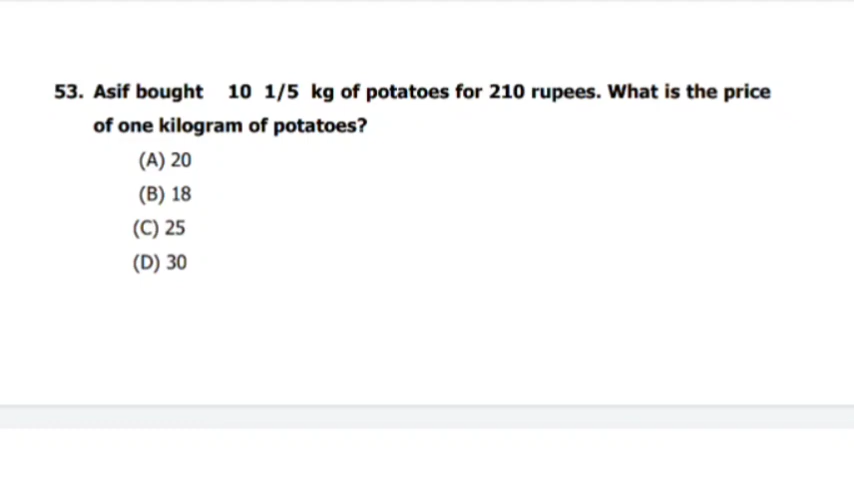 53. Asif bought 10 1/5 kg of potatoes for 210 rupees. What is the price
of one kilogram of potatoes?
(A) 20
(B) 18
(C) 25
(D) 30